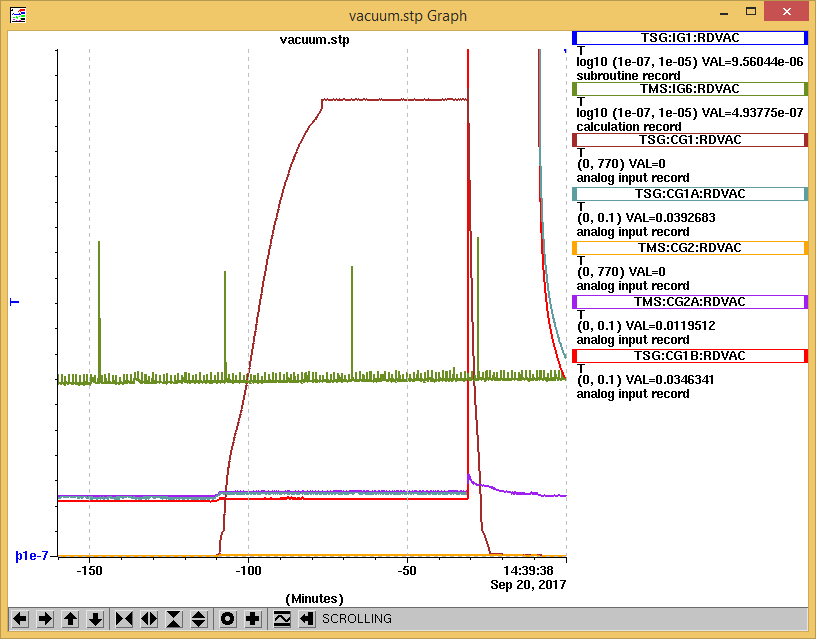 vacuum.stp Graph
vacuum.stp
TSG:IG1:RDVAC
T
log10 (1e-07, 1e-05) VAL=9.56044e-06
subroutine record
TMS:IG6:RDVAC
T
log10 (1e-07, 1e-05) VAL=4.93775e-07
calculation record
TSG:CG1:RDVAC
T
(0, 770) VAL=0
analog input record
TSG:CG1A:RDVAC
T
(0, 0.1) VAL=0.0392683
analog input record
TMS:CG2:RDVAC
T
(0, 770) VAL=0
analog input record
TMS:CG2A:RDVAC
T
(0, 0.1) VAL=0.0119512
analog input record
TSG:CG1B:RDVAC
T
(0, 0.1) VAL=0.0346341
analog input record
T
1e-7
-150
-100
-50
14:39:38
Sep 20, 2017
(Minutes)
SCROLLING